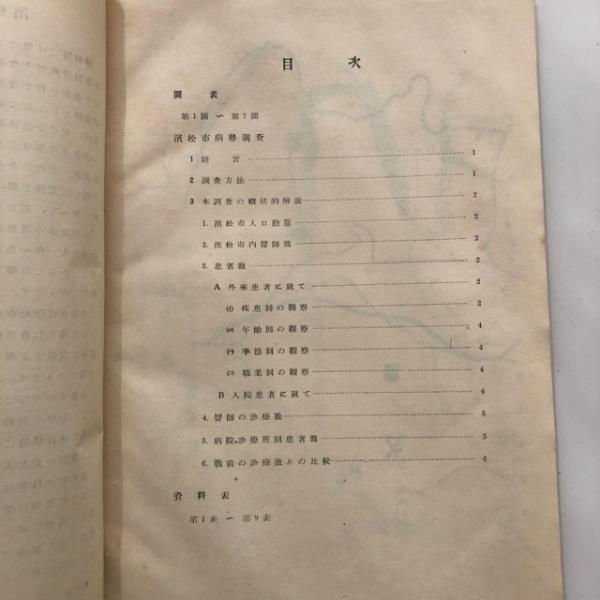 目次
圖表
第1圖～第7圖
濱松市病勢調査
1 緒言 1
2 調査方法 1
3 本調査の概括的解説 2
1. 濱松市人口動態 2
2. 濱松市內醫師数 2
3. 患者数 2
A 外來患者に就て 2
(イ) 疾患別の觀察 2
(ロ) 年齡別の觀察 4
(ハ) 季節別の觀察 4
(ニ) 職業別の觀察 4
B 入院患者に就て 4
4. 醫師の診療数 5
5. 病院、診療所別患者数 5
6. 戰前の診療数との比較 6
資料表
第1表～第9表